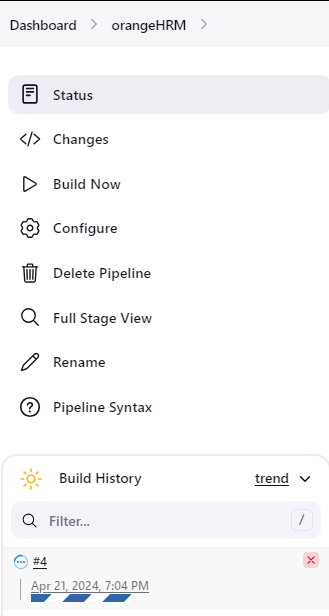 Dashboard > orangeHRM >
Status
Changes
Build Now
Configure
Delete Pipeline
Full Stage View
Rename
Pipeline Syntax
Build History trend
Filter... /
#4
Apr 21, 2024, 7:04 PM